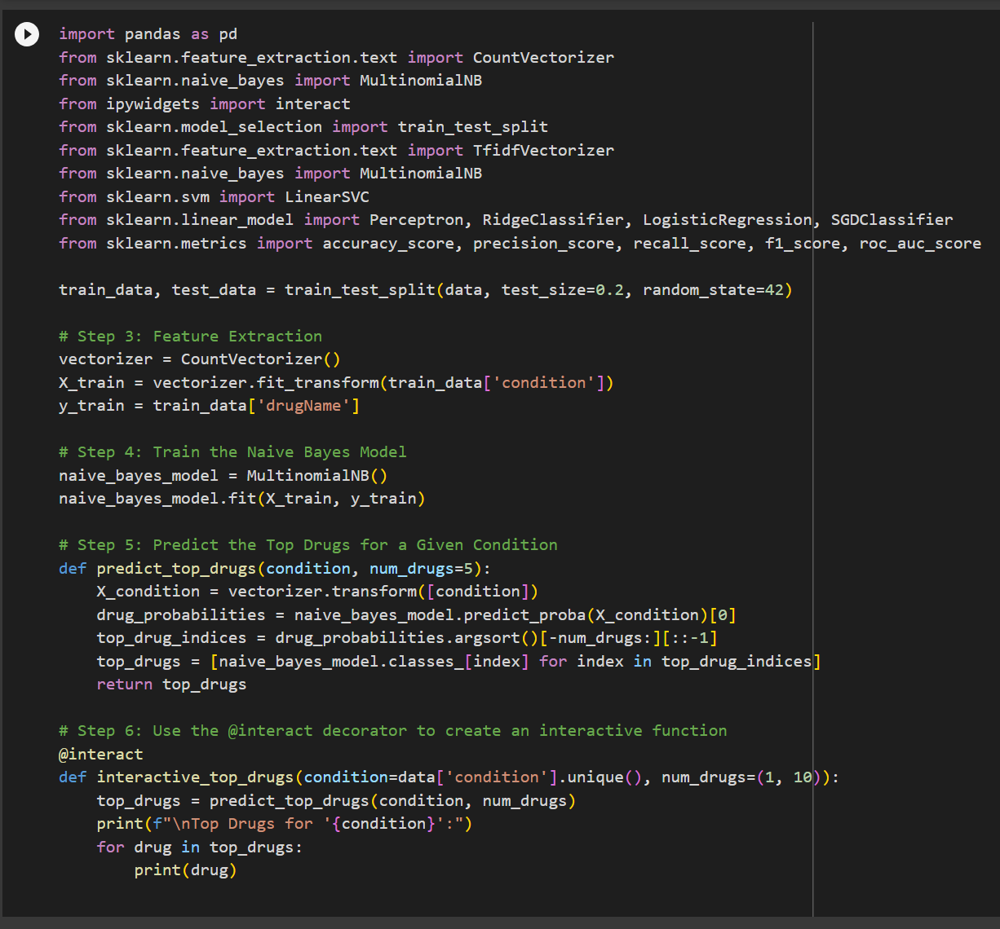 import pandas as pd
from sklearn.feature_extraction.text import CountVectorizer
from sklearn.naive_bayes import MultinomialNB
from ipywidgets import interact
from sklearn.model_selection import train_test_split
from sklearn.feature_extraction.text import TfidfVectorizer
from sklearn.naive_bayes import MultinomialNB
from sklearn.svm import LinearSVC
from sklearn.linear_model import Perceptron, RidgeClassifier, LogisticRegression, SGDClassifier
from sklearn.metrics import accuracy_score, precision_score, recall_score, f1_score, roc_auc_score

train_data, test_data = train_test_split(data, test_size=0.2, random_state=42)

# Step 3: Feature Extraction
vectorizer = CountVectorizer()
X_train = vectorizer.fit_transform(train_data['condition'])
y_train = train_data['drugName']

# Step 4: Train the Naive Bayes Model
naive_bayes_model = MultinomialNB()
naive_bayes_model.fit(X_train, y_train)

# Step 5: Predict the Top Drugs for a Given Condition
def predict_top_drugs(condition, num_drugs=5):
    X_condition = vectorizer.transform([condition])
    drug_probabilities = naive_bayes_model.predict_proba(X_condition)[0]
    top_drug_indices = drug_probabilities.argsort()[-num_drugs:][::-1]
    top_drugs = [naive_bayes_model.classes_[index] for index in top_drug_indices]
    return top_drugs

# Step 6: Use the @interact decorator to create an interactive function
@interact
def interactive_top_drugs(condition=data['condition'].unique(), num_drugs=(1, 10)):
    top_drugs = predict_top_drugs(condition, num_drugs)
    print(f"\nTop Drugs for '{condition}':")
    for drug in top_drugs:
        print(drug)